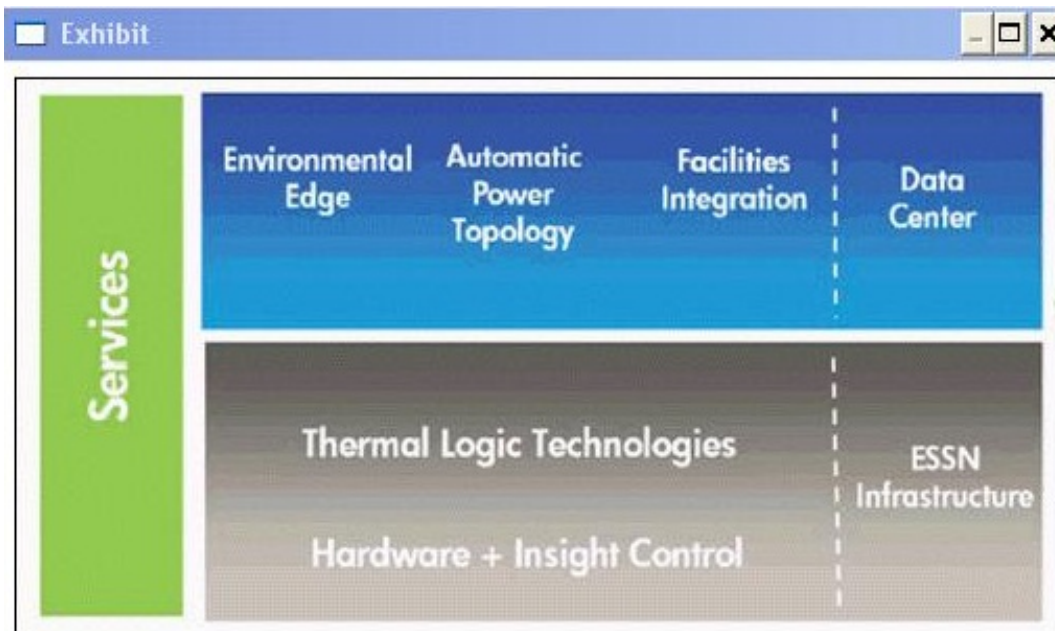 Exhibit
Services
Environmental
Edge
Automatic
Power
Topology
Facilities
Integration
Data
Center
Thermal Logic Technologies
Hardware + Insight Control
ESSN
Infrastructure